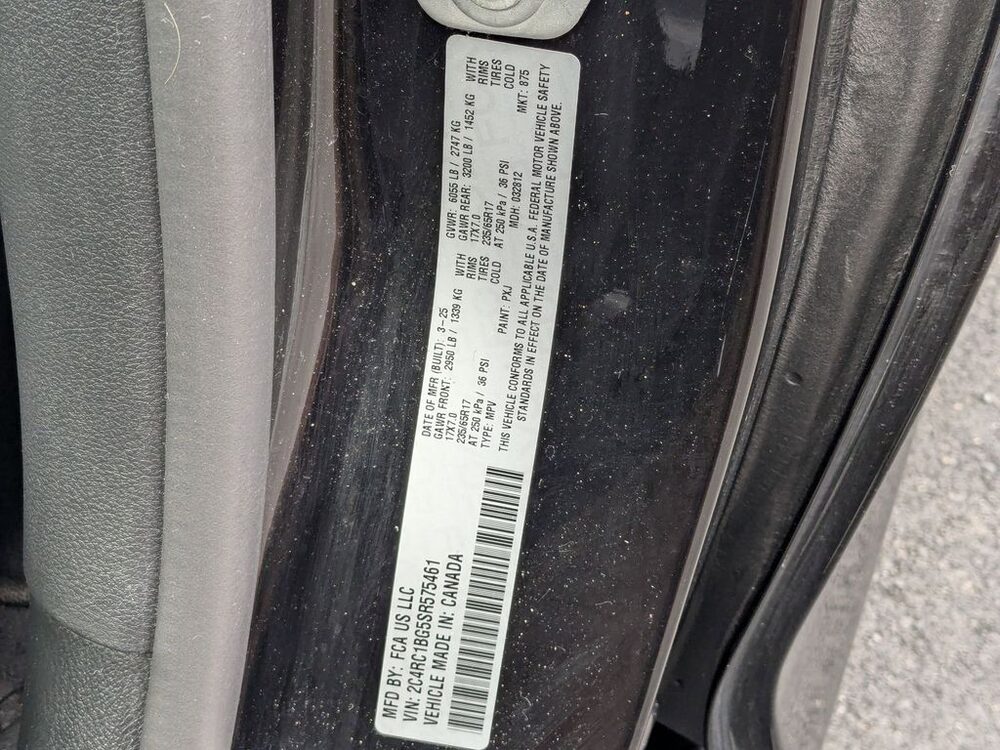 MFD BY: FCA US LLC
VIN: 2C4RC1BG5SR575461
VEHICLE MADE IN: CANADA
DATE OF MFR (BUILT): 3-25
GVWR: 6055 LB / 2747 KG
GAWR FRONT: 2950 LB / 1339 KG WITH
GAWR REAR: 3200 LB / 1452 KG WITH
17X7.0 RIMS
17X7.0 RIMS
235/65R17 TIRES
235/65R17 TIRES
AT 250 kPa / 36 PSI COLD
AT 250 kPa / 36 PSI COLD
TYPE: MPV PAINT: PXJ MDH: 032812 MKT: 875
THIS VEHICLE CONFORMS TO ALL APPLICABLE U.S.A. FEDERAL MOTOR VEHICLE SAFETY
STANDARDS IN EFFECT ON THE DATE OF MANUFACTURE SHOWN ABOVE.